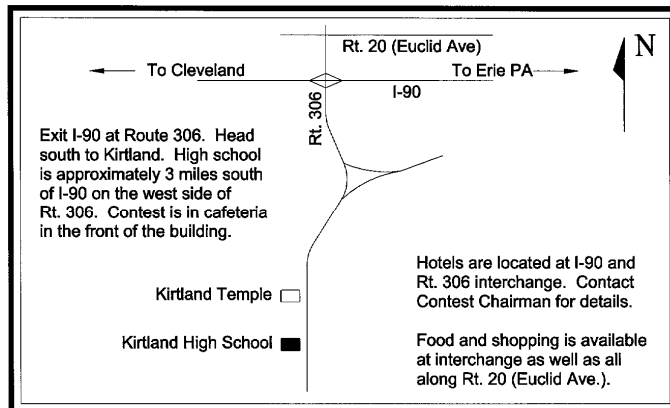 Rt. 20 (Euclid Ave)
N
To Cleveland
To Erie PA
I-90
Rt. 306
Exit I-90 at Route 306. Head
south to Kirtland. High school
is approximately 3 miles south
of I-90 on the west side of
Rt. 306. Contest is in cafeteria
in the front of the building.
Kirtland Temple
Kirtland High School
Hotels are located at I-90 and
Rt. 306 interchange. Contact
Contest Chairman for details.
Food and shopping is available
at interchange as well as all
along Rt. 20 (Euclid Ave.).